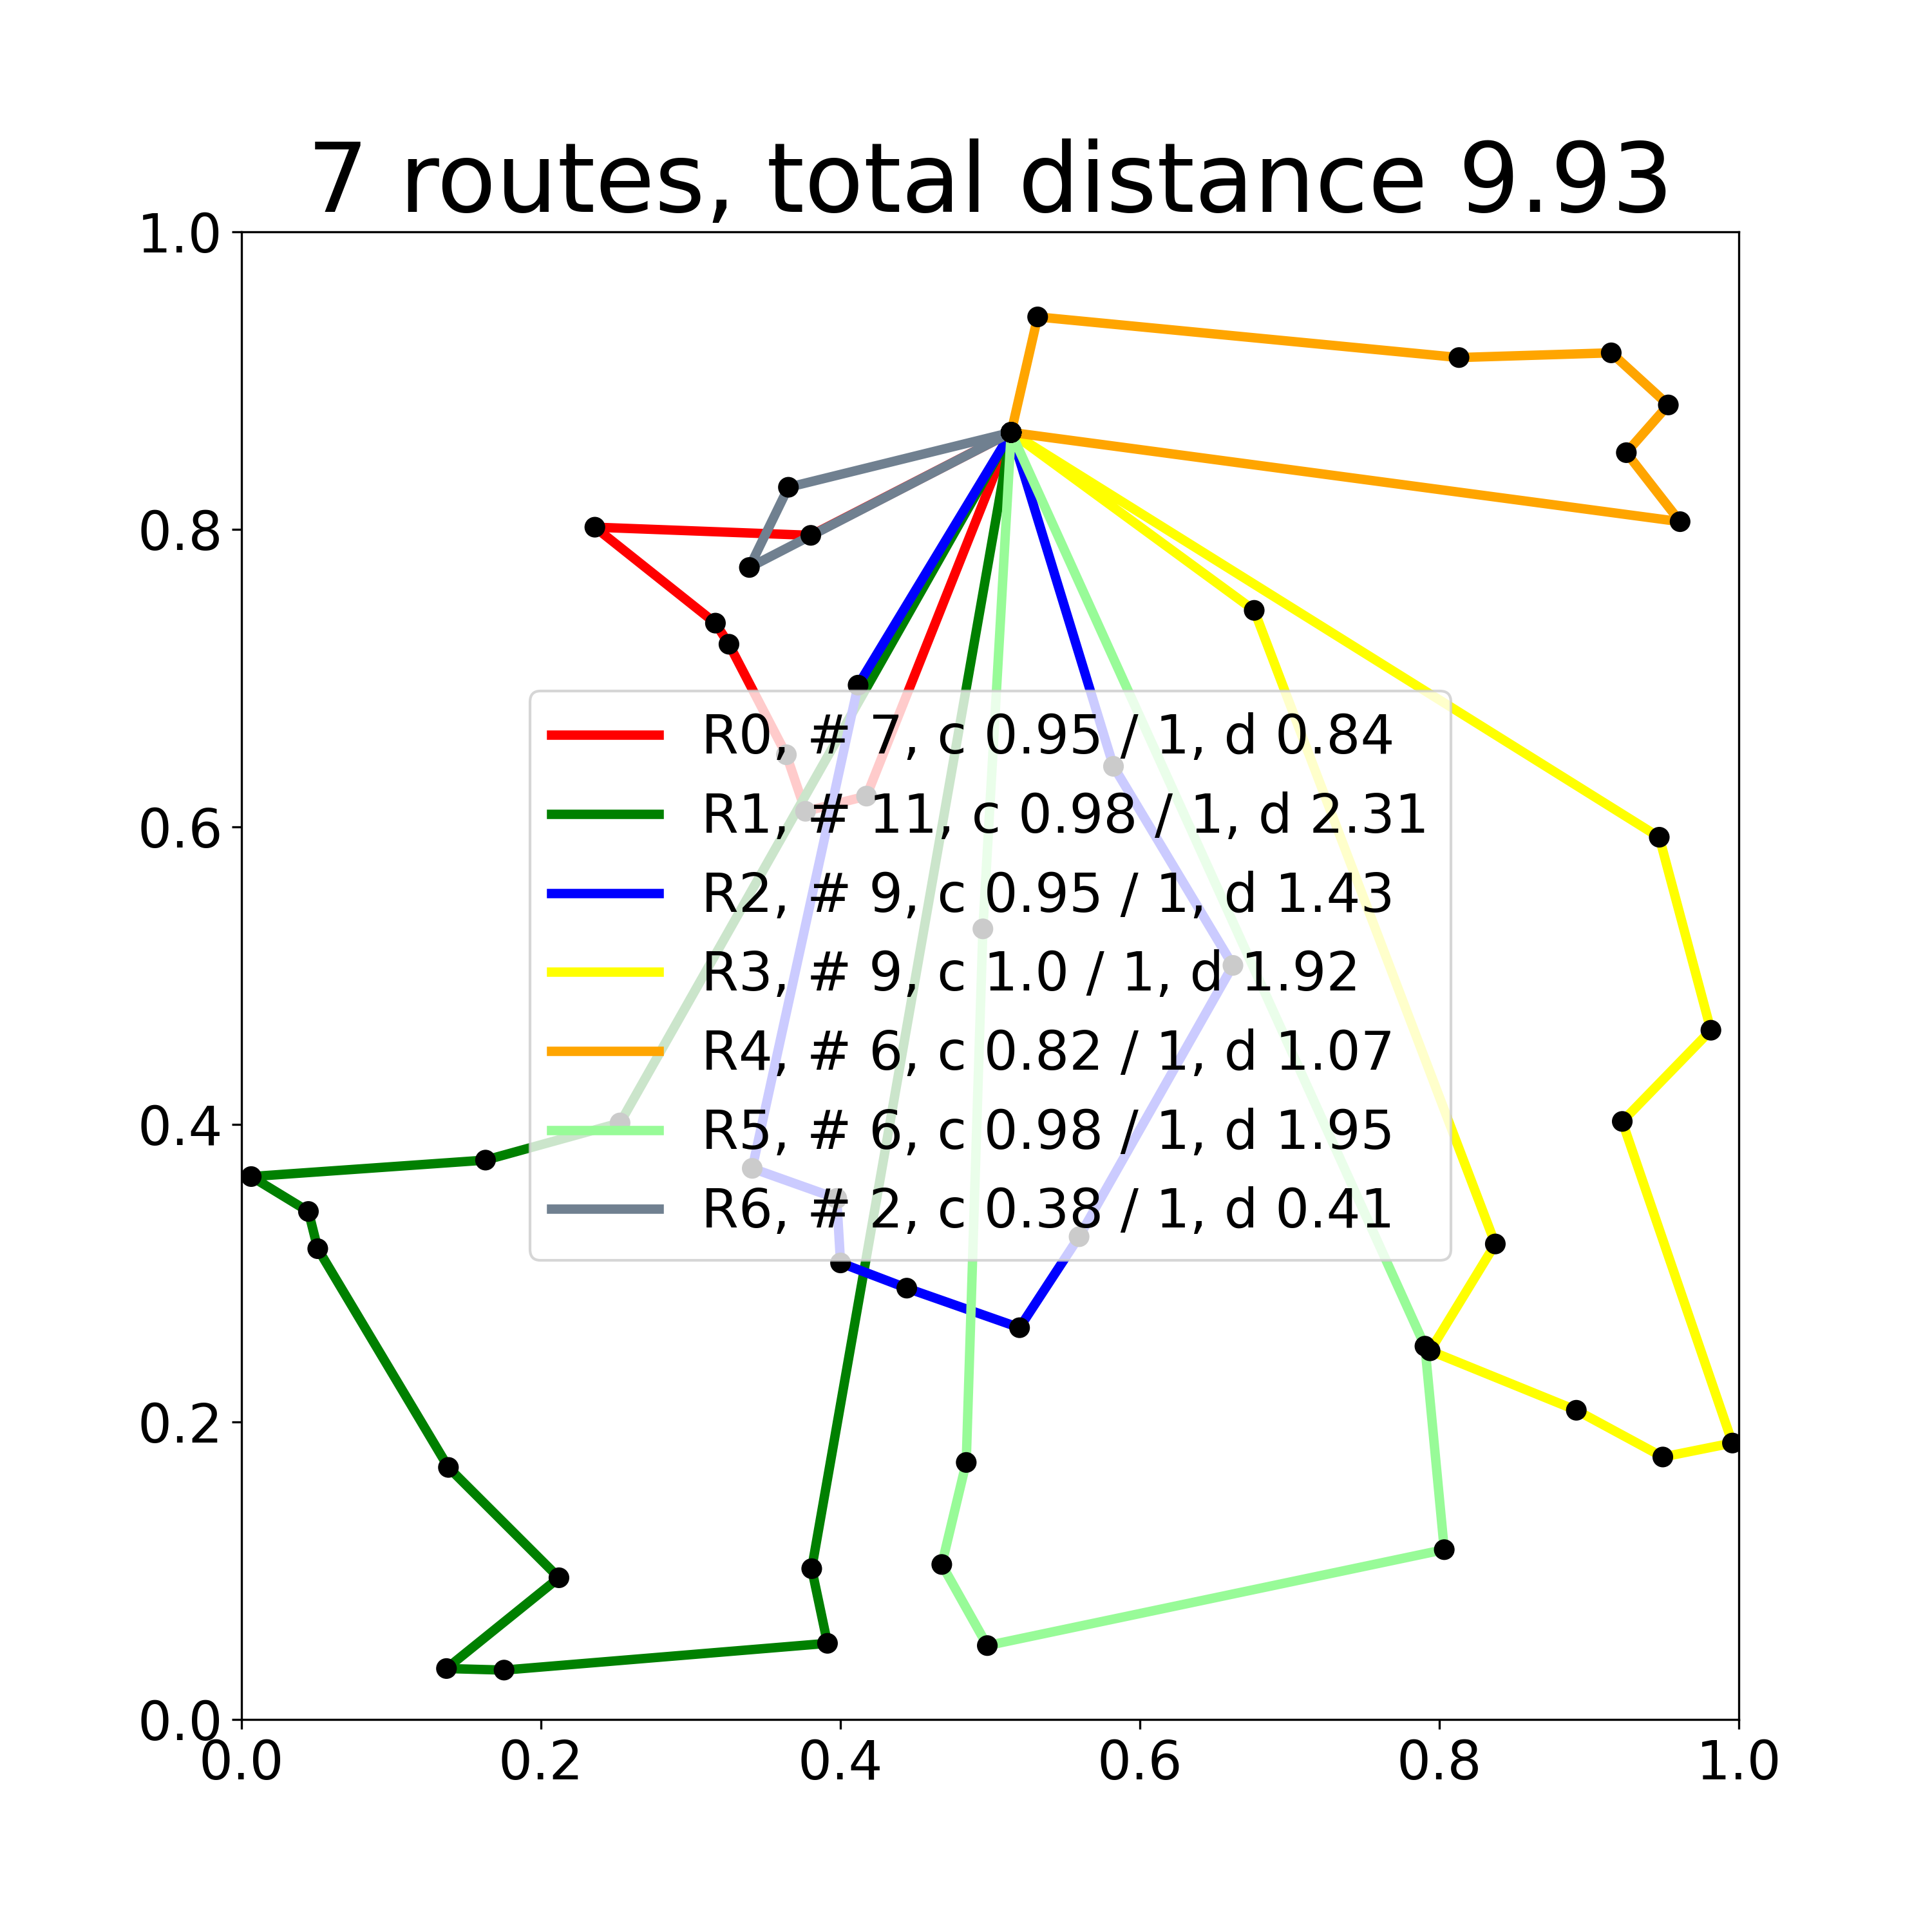 7 routes, total distance 9.93
1.0
0.8
0.6
0.4
0.2
0.0
0.0 0.2 0.4 0.6 0.8 1.0
R0, # 7, c 0.95 / 1, d 0.84
R1, # 11, c 0.98 / 1, d 2.31
R2, # 9, c 0.95 / 1, d 1.43
R3, # 9, c 1.0 / 1, d 1.92
R4, # 6, c 0.82 / 1, d 1.07
R5, # 6, c 0.98 / 1, d 1.95
R6, # 2, c 0.38 / 1, d 0.41